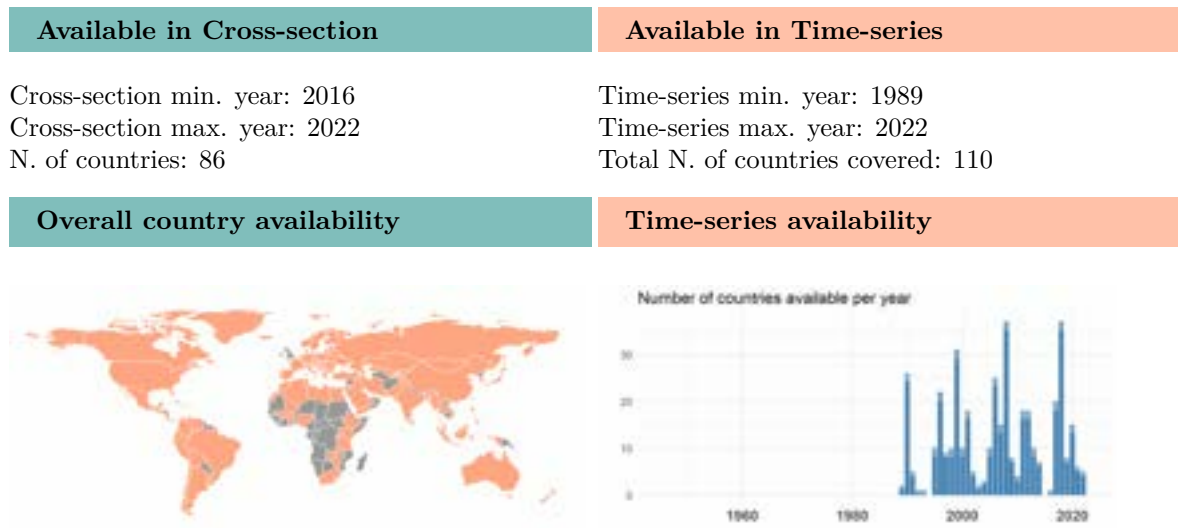 Available in Cross-section
Available in Time-series
Cross-section min. year: 2016
Cross-section max. year: 2022
N. of countries: 86
Time-series min. year: 1989
Time-series max. year: 2022
Total N. of countries covered: 110
Overall country availability
Time-series availability
Number of countries available per year
30
20
10
0
1960
1980
2000
2020